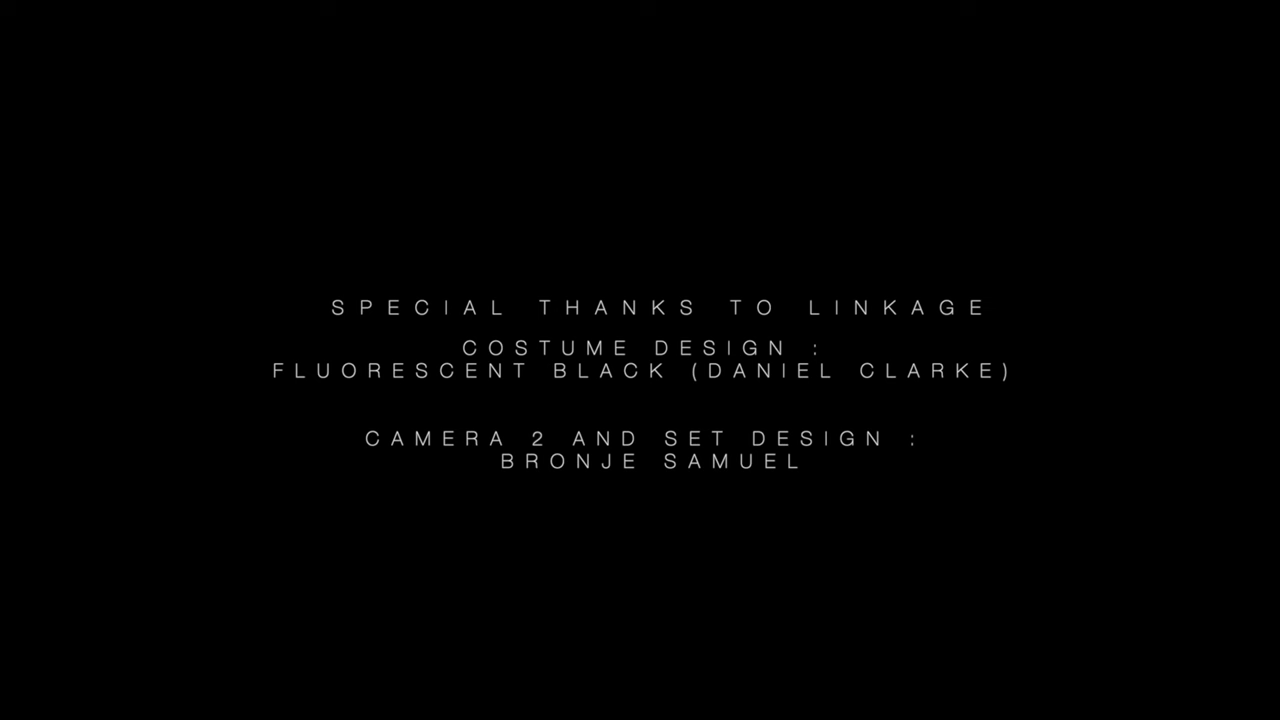 SPECIAL THANKS TO LINKAGE
COSTUME DESIGN :
FLUORESCENT BLACK (DANIEL CLARKE)
CAMERA 2 AND SET DESIGN :
BRONJE SAMUEL